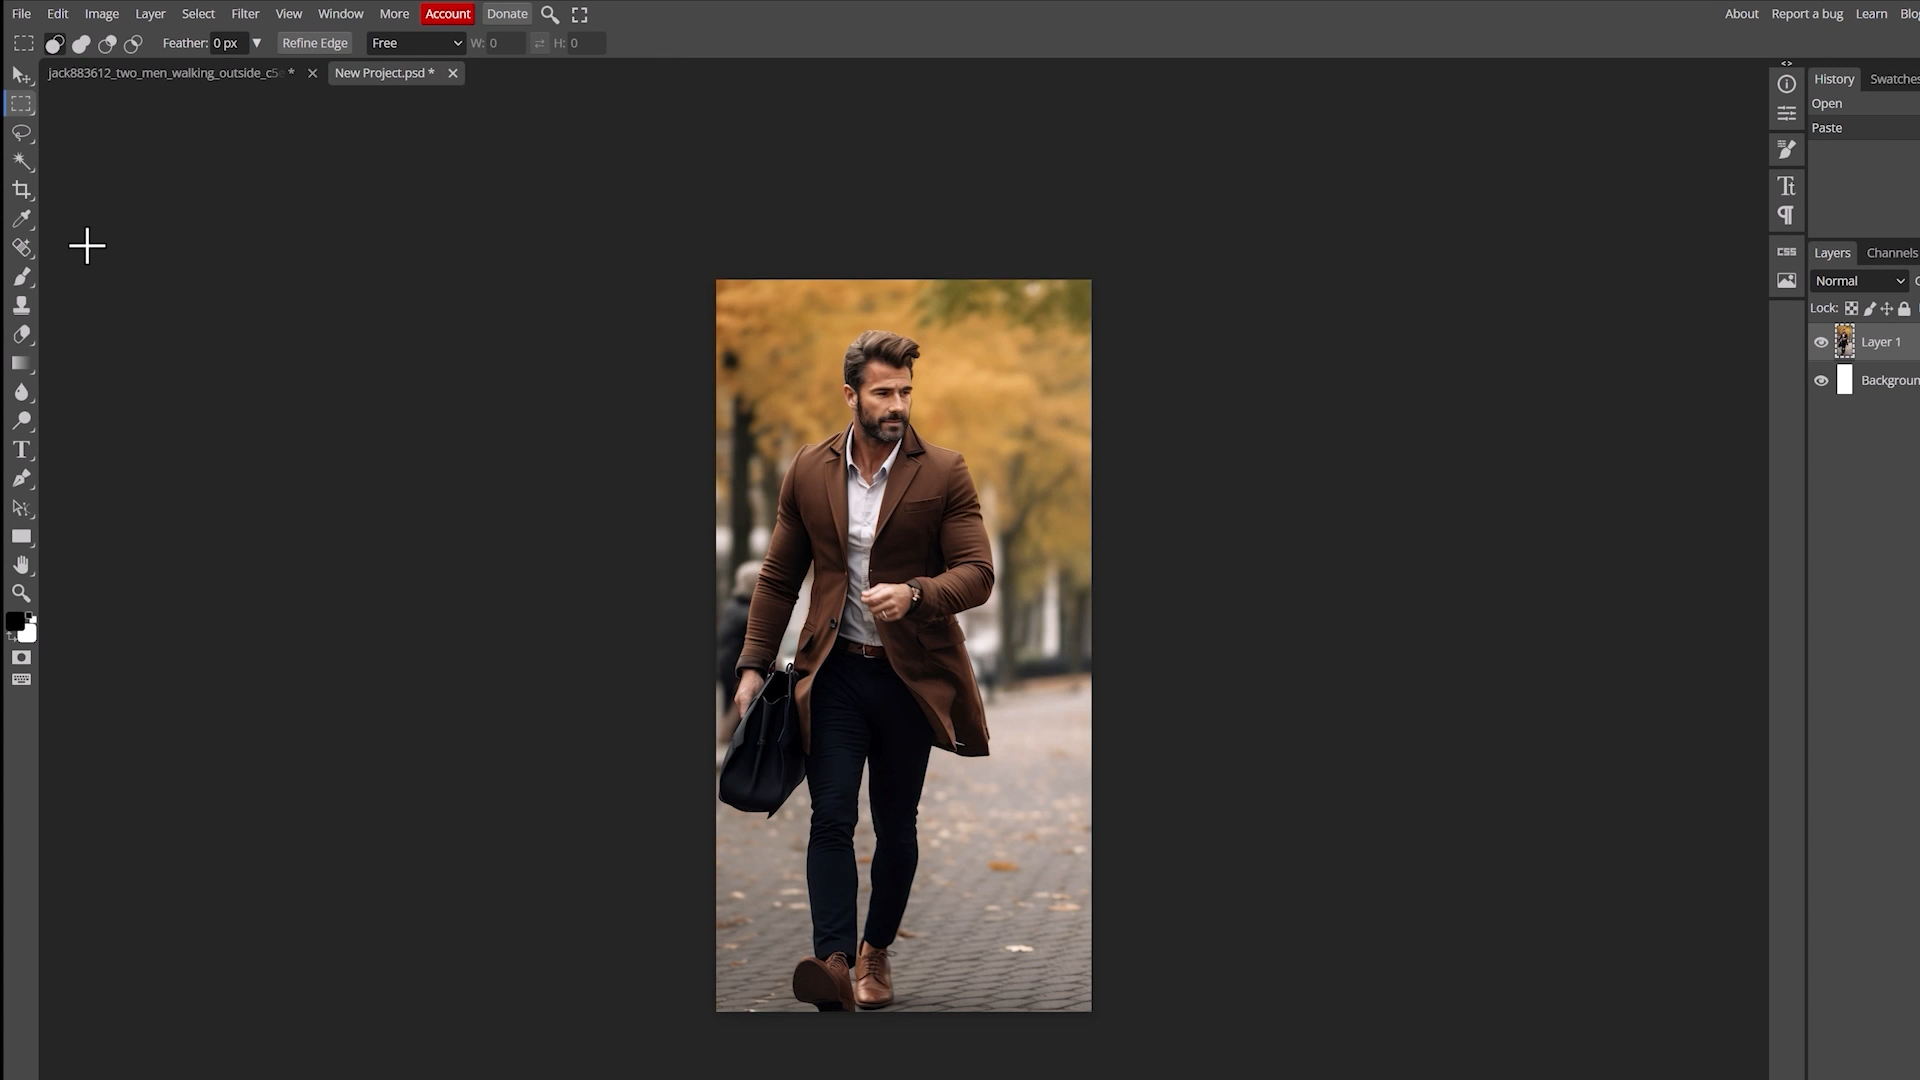 File Edit Image Layer Select Filter View Window More Account Donate About Report a bug Learn Blog
Feather: 0 px Refine Edge Free W: 0 H: 0
jack883612_two_men_walking_outside_c5 * New Project.psd *
History Swatches
Open
Paste
CSS
Layers Channels
Normal
Lock:
Layer 1
Backgroun